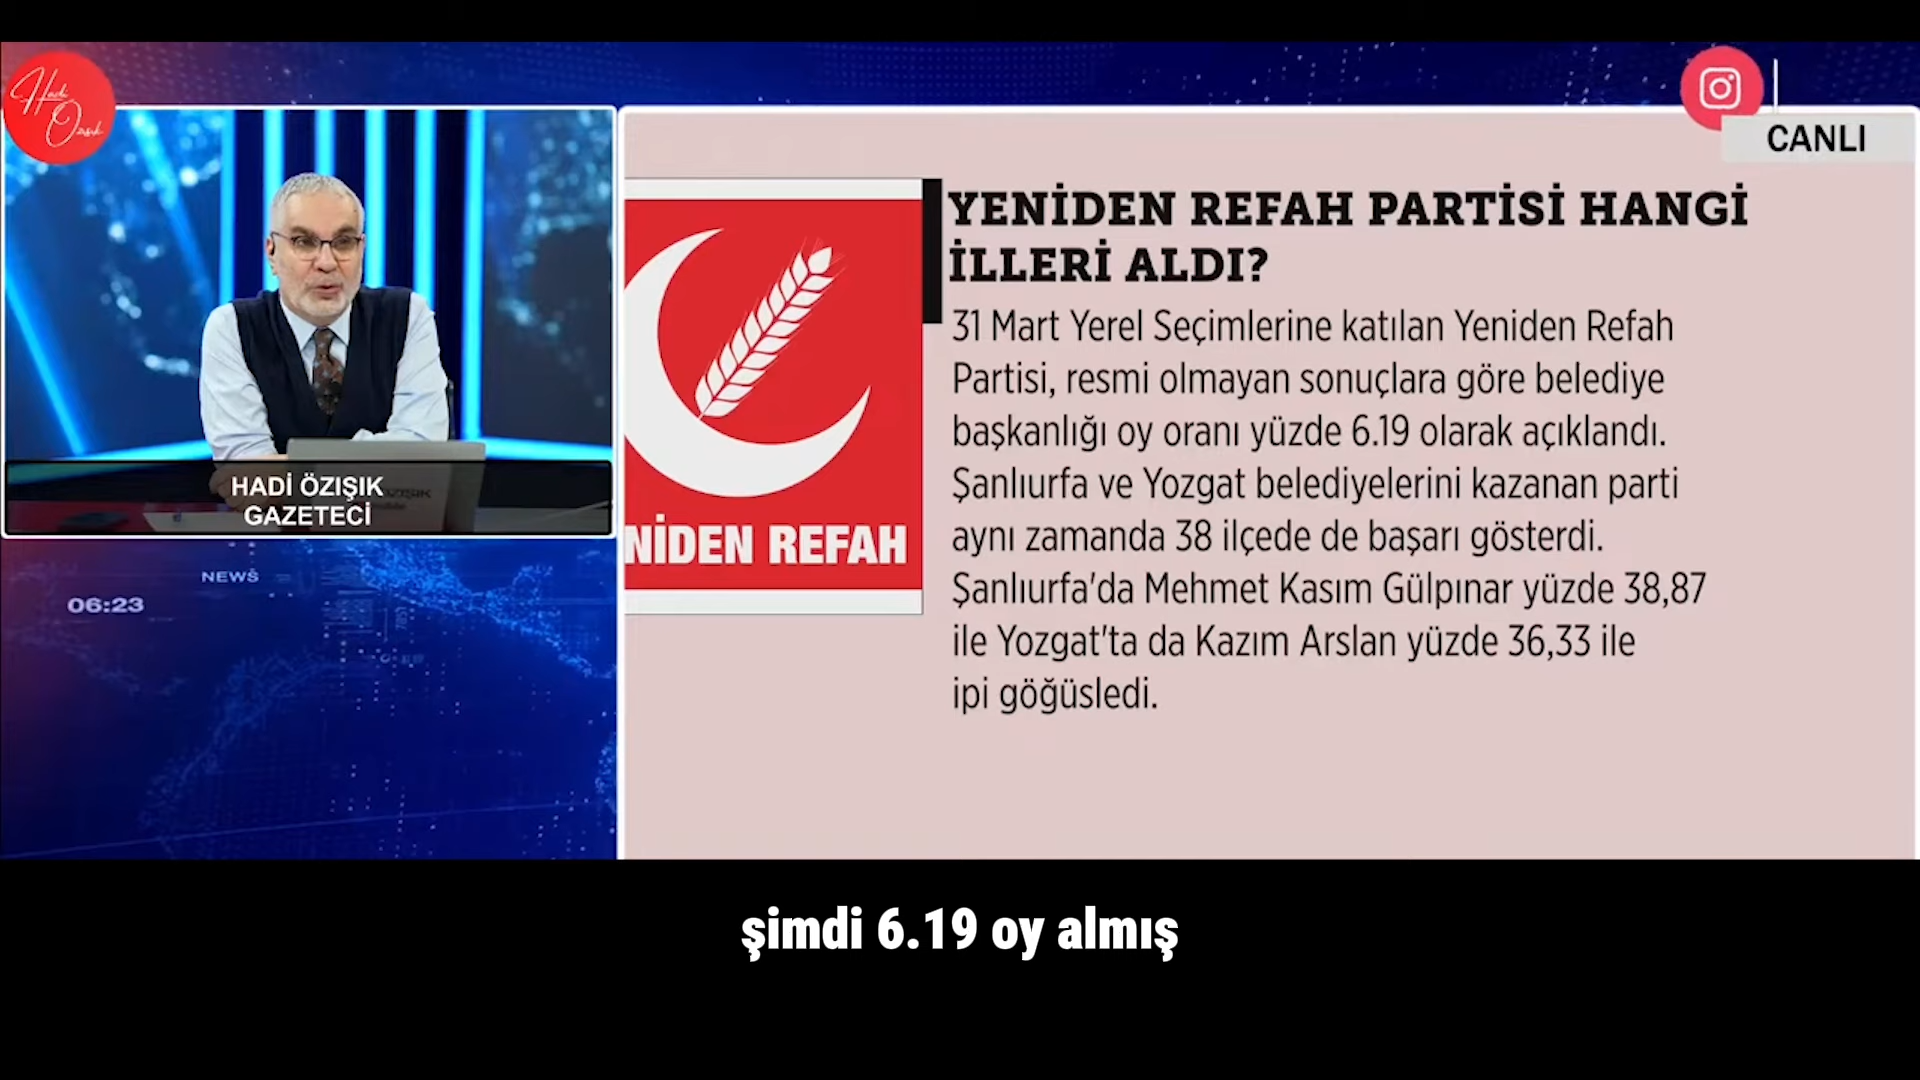 Hadi
Özışık
CANLI
YENİDEN REFAH PARTİSİ HANGİ
İLLERİ ALDI?
31 Mart Yerel Seçimlerine katılan Yeniden Refah
Partisi, resmi olmayan sonuçlara göre belediye
başkanlığı oy oranı yüzde 6.19 olarak açıklandı.
Şanlıurfa ve Yozgat belediyelerini kazanan parti
aynı zamanda 38 ilçede de başarı gösterdi.
Şanlıurfa'da Mehmet Kasım Gülpınar yüzde 38,87
ile Yozgat'ta da Kazım Arslan yüzde 36,33 ile
ipi göğüsledi.
NİDEN REFAH
HADİ ÖZIŞIK
GAZETECİ
NEWS
06:23
şimdi 6.19 oy almış